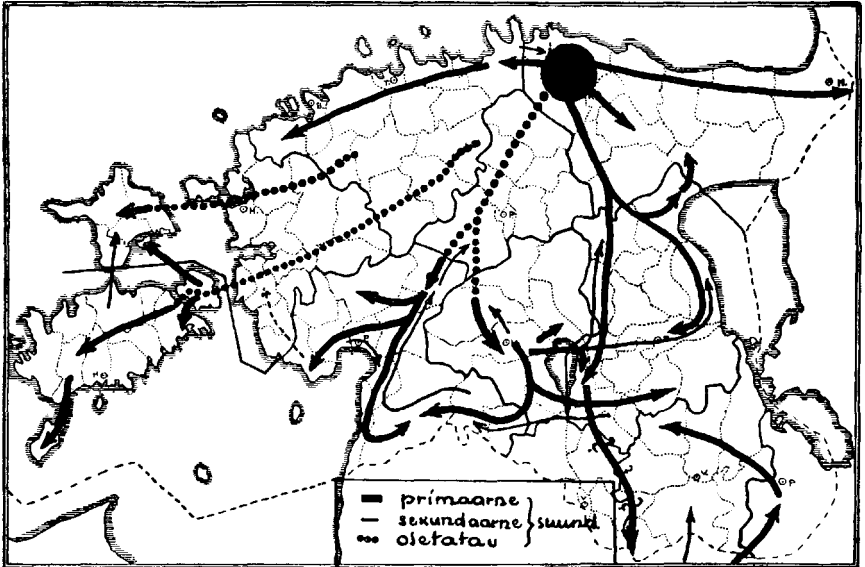 N.
T.
H.
P.
V.
P.
primaarne
sekundaarne } suund
oletatav